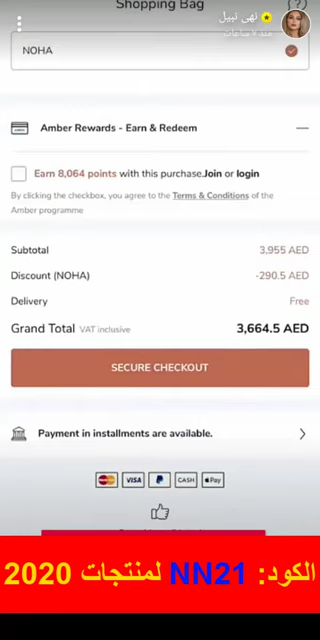 Shopping Bag
نهى نبيل
منذ ٧ ساعات
NOHA
Amber Rewards - Earn & Redeem
Earn 8,064 points with this purchase.Join or login
By clicking the checkbox, you agree to the Terms & Conditions of the
Amber programme
Subtotal 3,955 AED
Discount (NOHA) -290.5 AED
Delivery Free
Grand Total VAT inclusive 3,664.5 AED
SECURE CHECKOUT
Payment in installments are available.
VISA CASH Pay
الكود: NN21 لمنتجات 2020